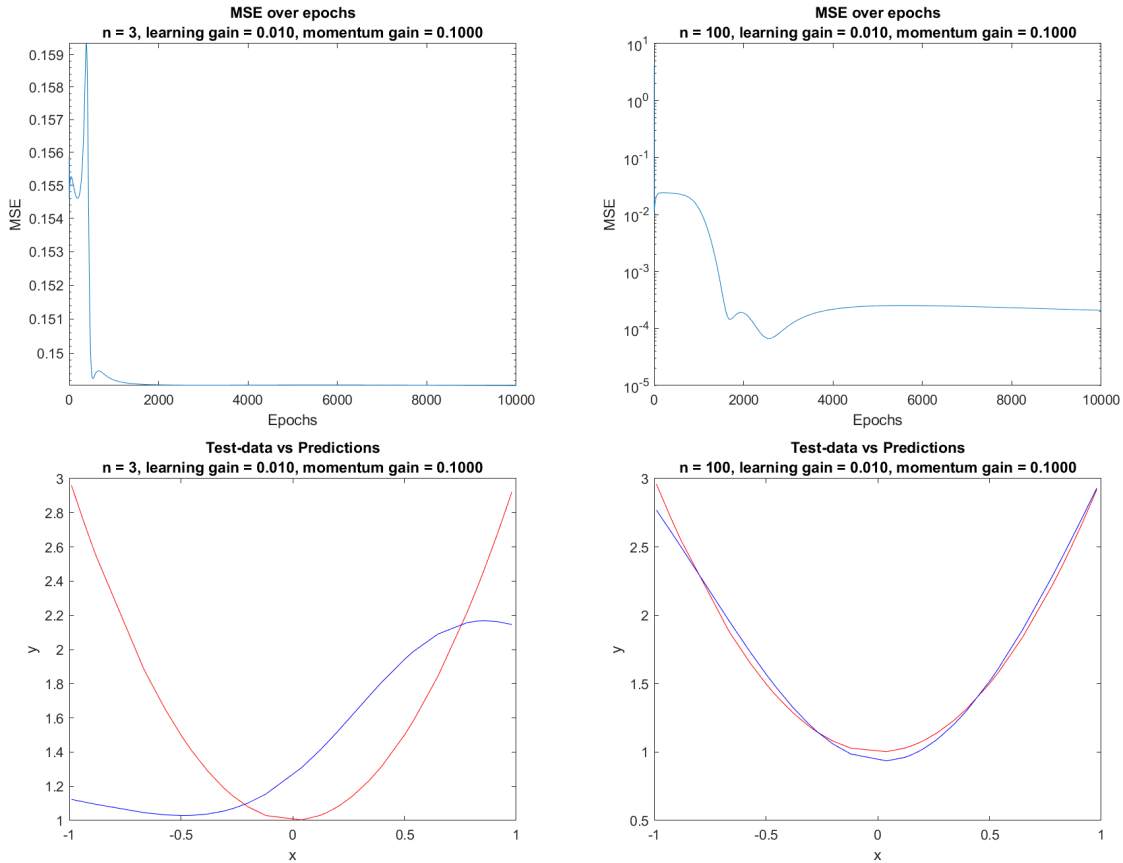 MSE over epochs
n = 3, learning gain = 0.010, momentum gain = 0.1000
0.159
0.158
0.157
0.156
0.155
0.154
0.153
0.152
0.151
0.15
MSE
0 2000 4000 6000 8000 10000
Epochs
MSE over epochs
n = 100, learning gain = 0.010, momentum gain = 0.1000
10^1
10^0
10^-1
10^-2
10^-3
10^-4
10^-5
MSE
0 2000 4000 6000 8000 10000
Epochs
Test-data vs Predictions
n = 3, learning gain = 0.010, momentum gain = 0.1000
3
2.8
2.6
2.4
2.2
2
1.8
1.6
1.4
1.2
1
y
-1 -0.5 0 0.5 1
x
Test-data vs Predictions
n = 100, learning gain = 0.010, momentum gain = 0.1000
3
2.5
2
1.5
1
0.5
y
-1 -0.5 0 0.5 1
x